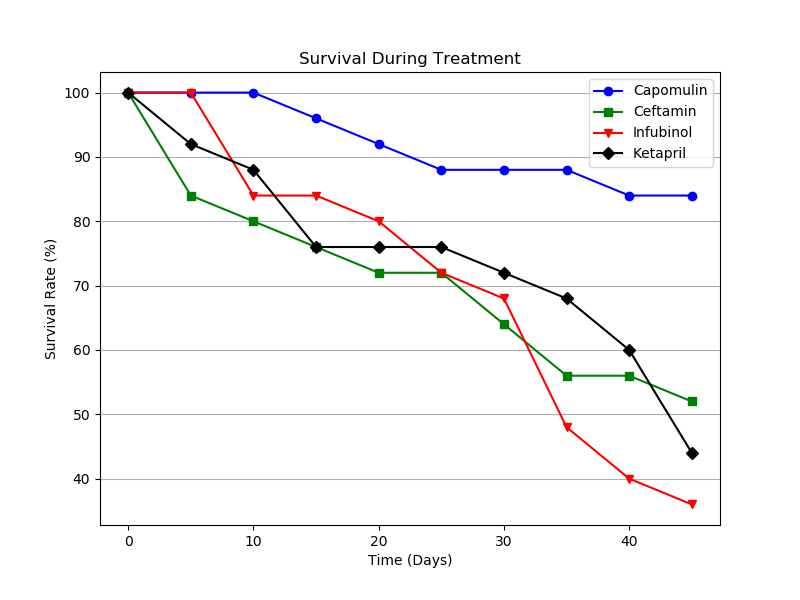 Survival During Treatment
Capomulin
Ceftamin
Infubinol
Ketapril
Survival Rate (%)
100
90
80
70
60
50
40
0 10 20 30 40
Time (Days)